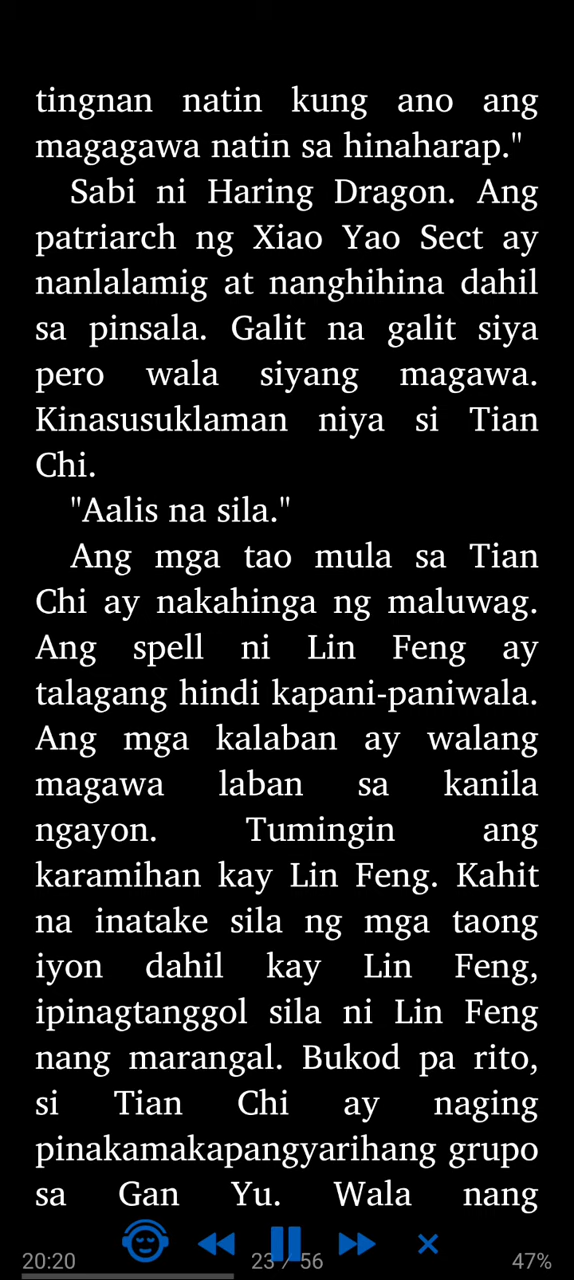 tingnan natin kung ano ang
magagawa natin sa hinaharap."
Sabi ni Haring Dragon. Ang
patriarch ng Xiao Yao Sect ay
nanlalamig at nanghihina dahil
sa pinsala. Galit na galit siya
pero wala siyang magawa.
Kinasusuklaman niya si Tian
Chi.
"Aalis na sila."
Ang mga tao mula sa Tian
Chi ay nakahinga ng maluwag.
Ang spell ni Lin Feng ay
talagang hindi kapani-paniwala.
Ang mga kalaban ay walang
magawa laban sa kanila
ngayon. Tumingin ang
karamihan kay Lin Feng. Kahit
na inatake sila ng mga taong
iyon dahil kay Lin Feng,
ipinagtanggol sila ni Lin Feng
nang marangal. Bukod pa rito,
si Tian Chi ay naging
pinakamakapangyarihang grupo
sa Gan Yu. Wala nang
20:20 23 / 56 47%